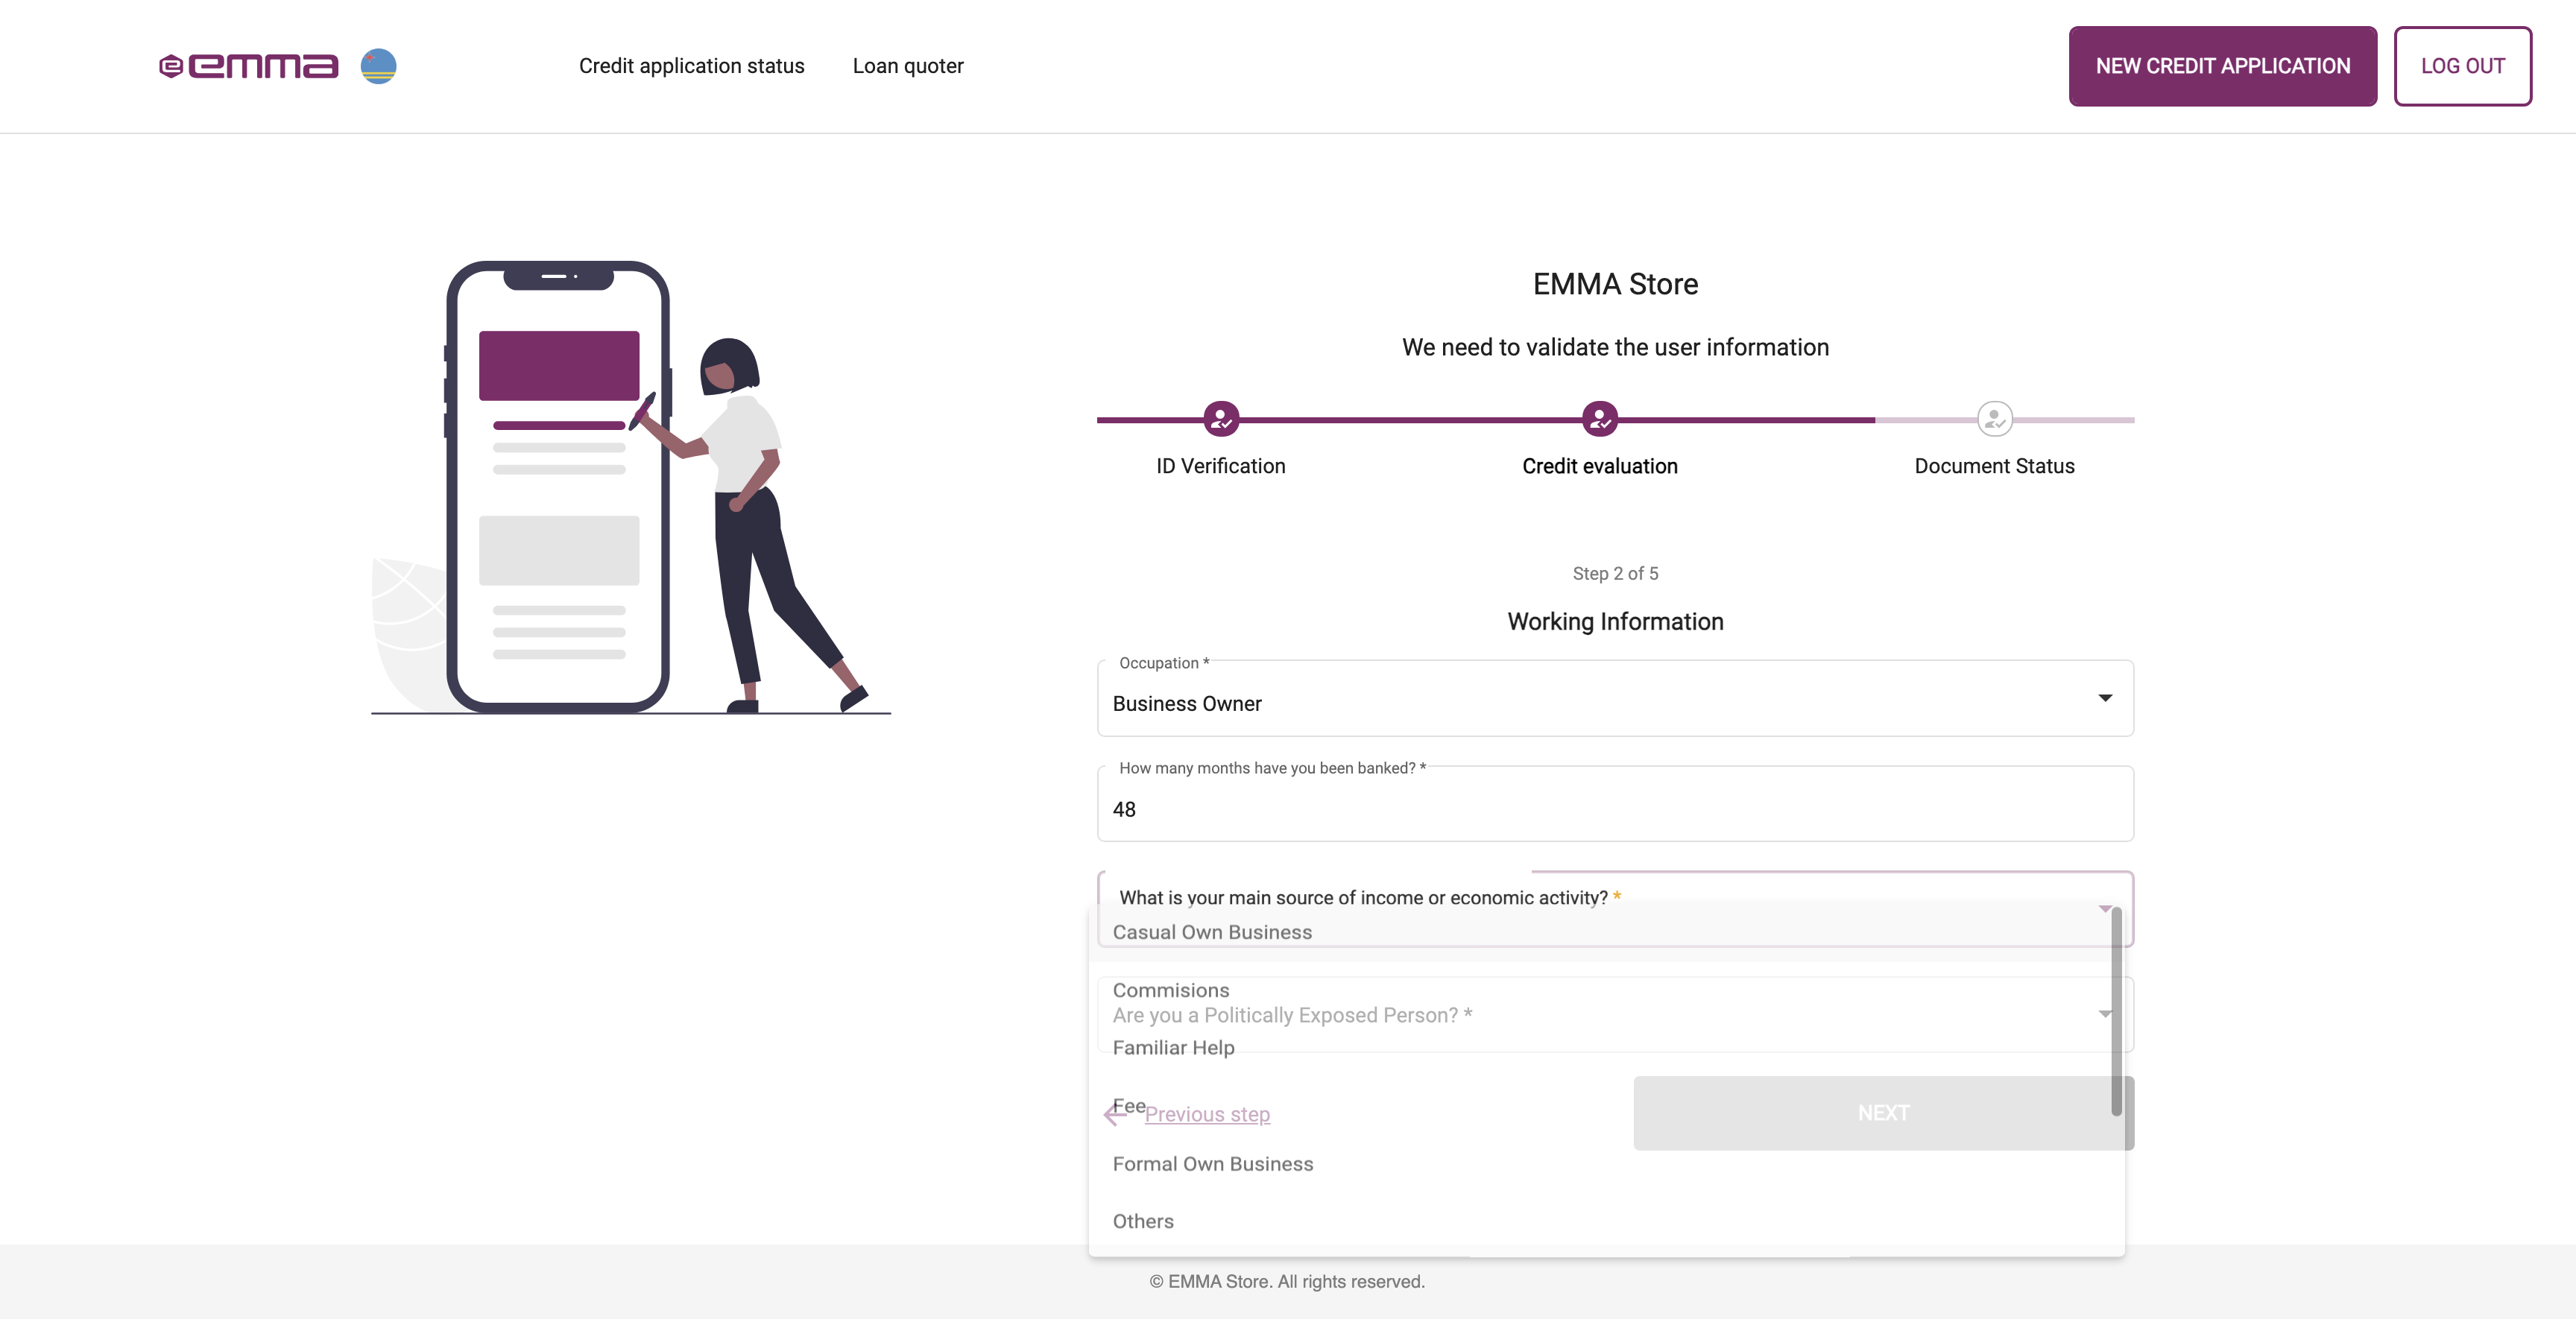 emma
Credit application status
Loan quoter
NEW CREDIT APPLICATION
LOG OUT
EMMA Store
We need to validate the user information
ID Verification
Credit evaluation
Document Status
Step 2 of 5
Working Information
Occupation *
Business Owner
How many months have you been banked? *
48
What is your main source of income or economic activity? *
Casual Own Business
Commisions
Are you a Politically Exposed Person? *
Familiar Help
Fee
Previous step
NEXT
Formal Own Business
Others
© EMMA Store. All rights reserved.